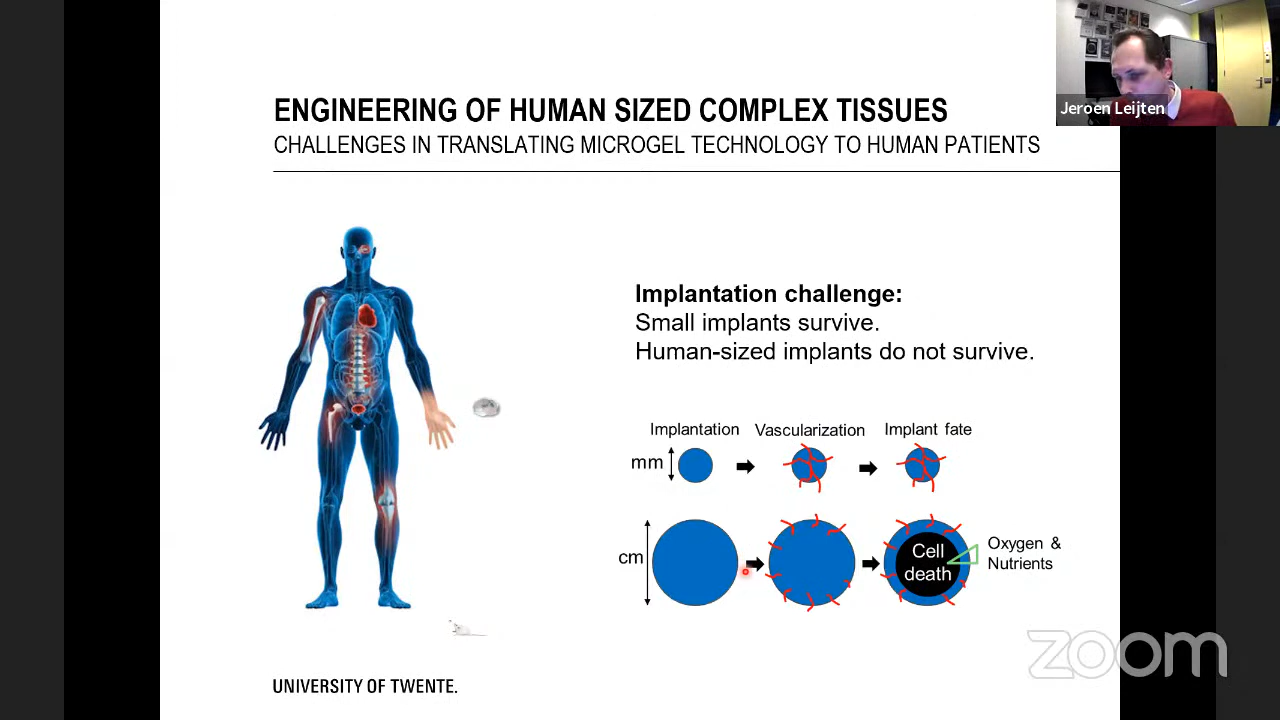 ENGINEERING OF HUMAN SIZED COMPLEX TISSUES
CHALLENGES IN TRANSLATING MICROGEL TECHNOLOGY TO HUMAN PATIENTS
Jeroen Leijten
Implantation challenge:
Small implants survive.
Human-sized implants do not survive.
Implantation Vascularization Implant fate
mm
cm
Cell
death
Oxygen &
Nutrients
zoom
UNIVERSITY OF TWENTE.